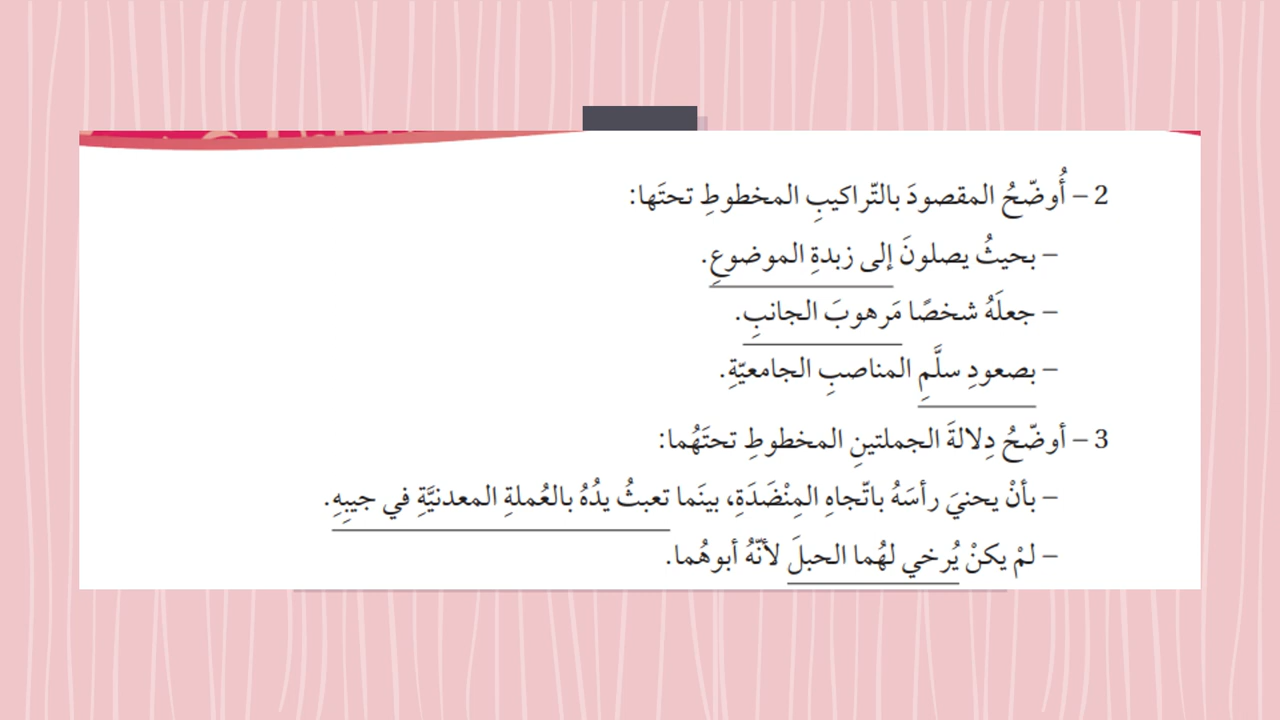 2 – أُوضّحُ المقصودَ بالتّراكيبِ المخطوطِ تحتَها:
– بحيثُ يصلونَ إلى زبدةِ الموضوعِ.
– جعلَهُ شخصًا مَرهوبَ الجانبِ.
– بصعودِ سلَّمِ المناصبِ الجامعيّةِ.
3 – أوضّحُ دِلالةَ الجملتينِ المخطوطِ تحتَهُما:
– بأنْ يحنيَ رأسَهُ باتّجاهِ المِنْضَدَةِ، بينَما تعبثُ يدُهُ بالعُملةِ المعدنيَّةِ في جيبِهِ.
– لمْ يكنْ يُرخي لهُما الحبلَ لأنّهُ أبوهُما.